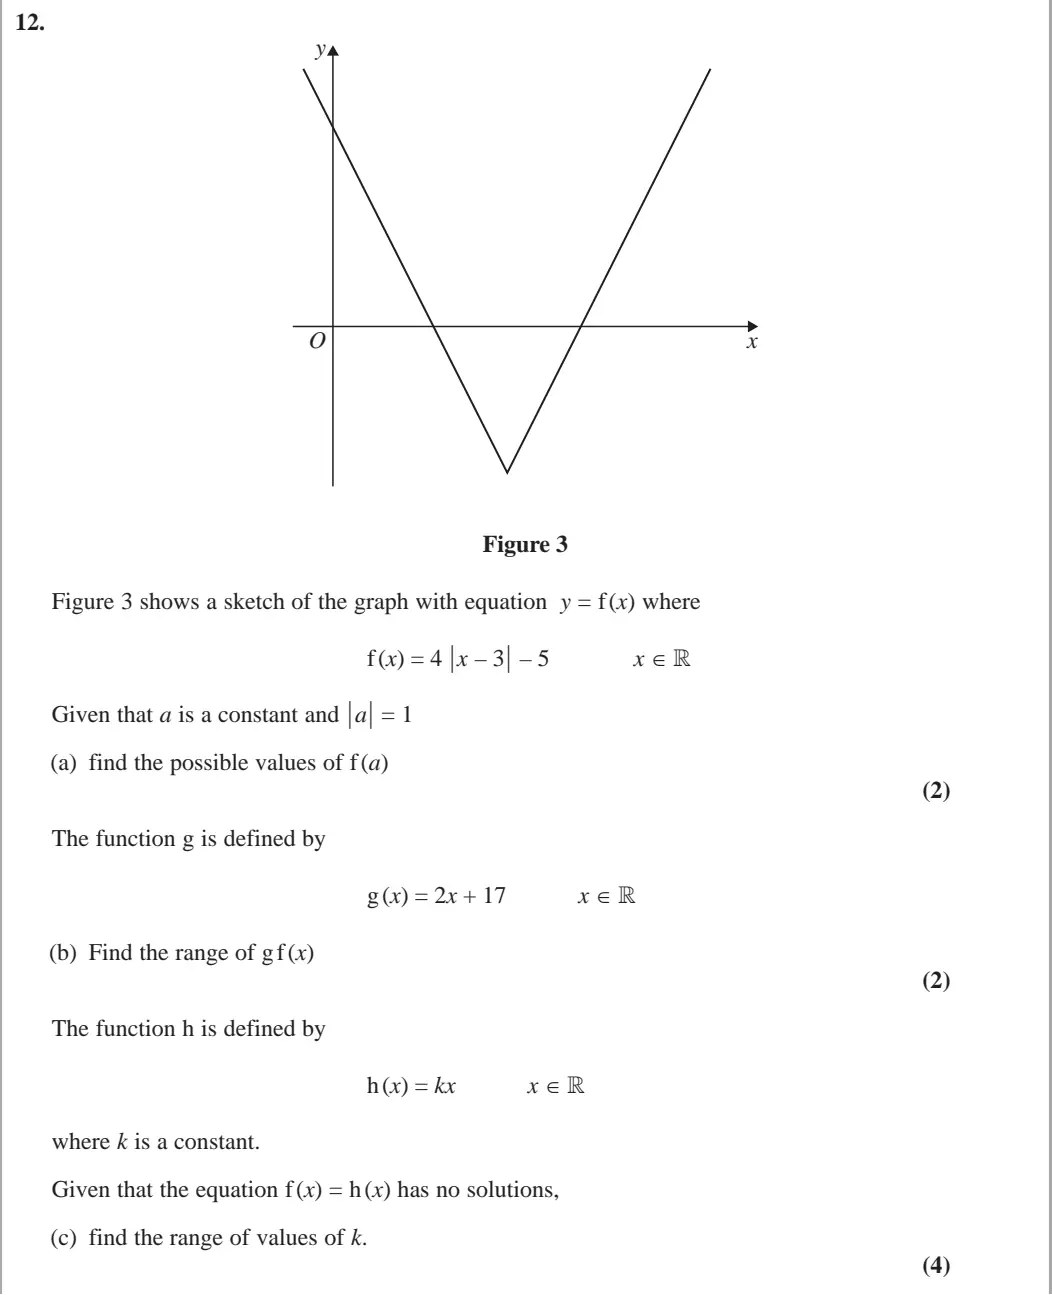 12.
y
O
x
Figure 3
Figure 3 shows a sketch of the graph with equation y = f(x) where
f(x) = 4 |x – 3| – 5 x ∈ ℝ
Given that a is a constant and |a| = 1
(a) find the possible values of f(a)
(2)
The function g is defined by
g(x) = 2x + 17 x ∈ ℝ
(b) Find the range of gf(x)
(2)
The function h is defined by
h(x) = kx x ∈ ℝ
where k is a constant.
Given that the equation f(x) = h(x) has no solutions,
(c) find the range of values of k.
(4)